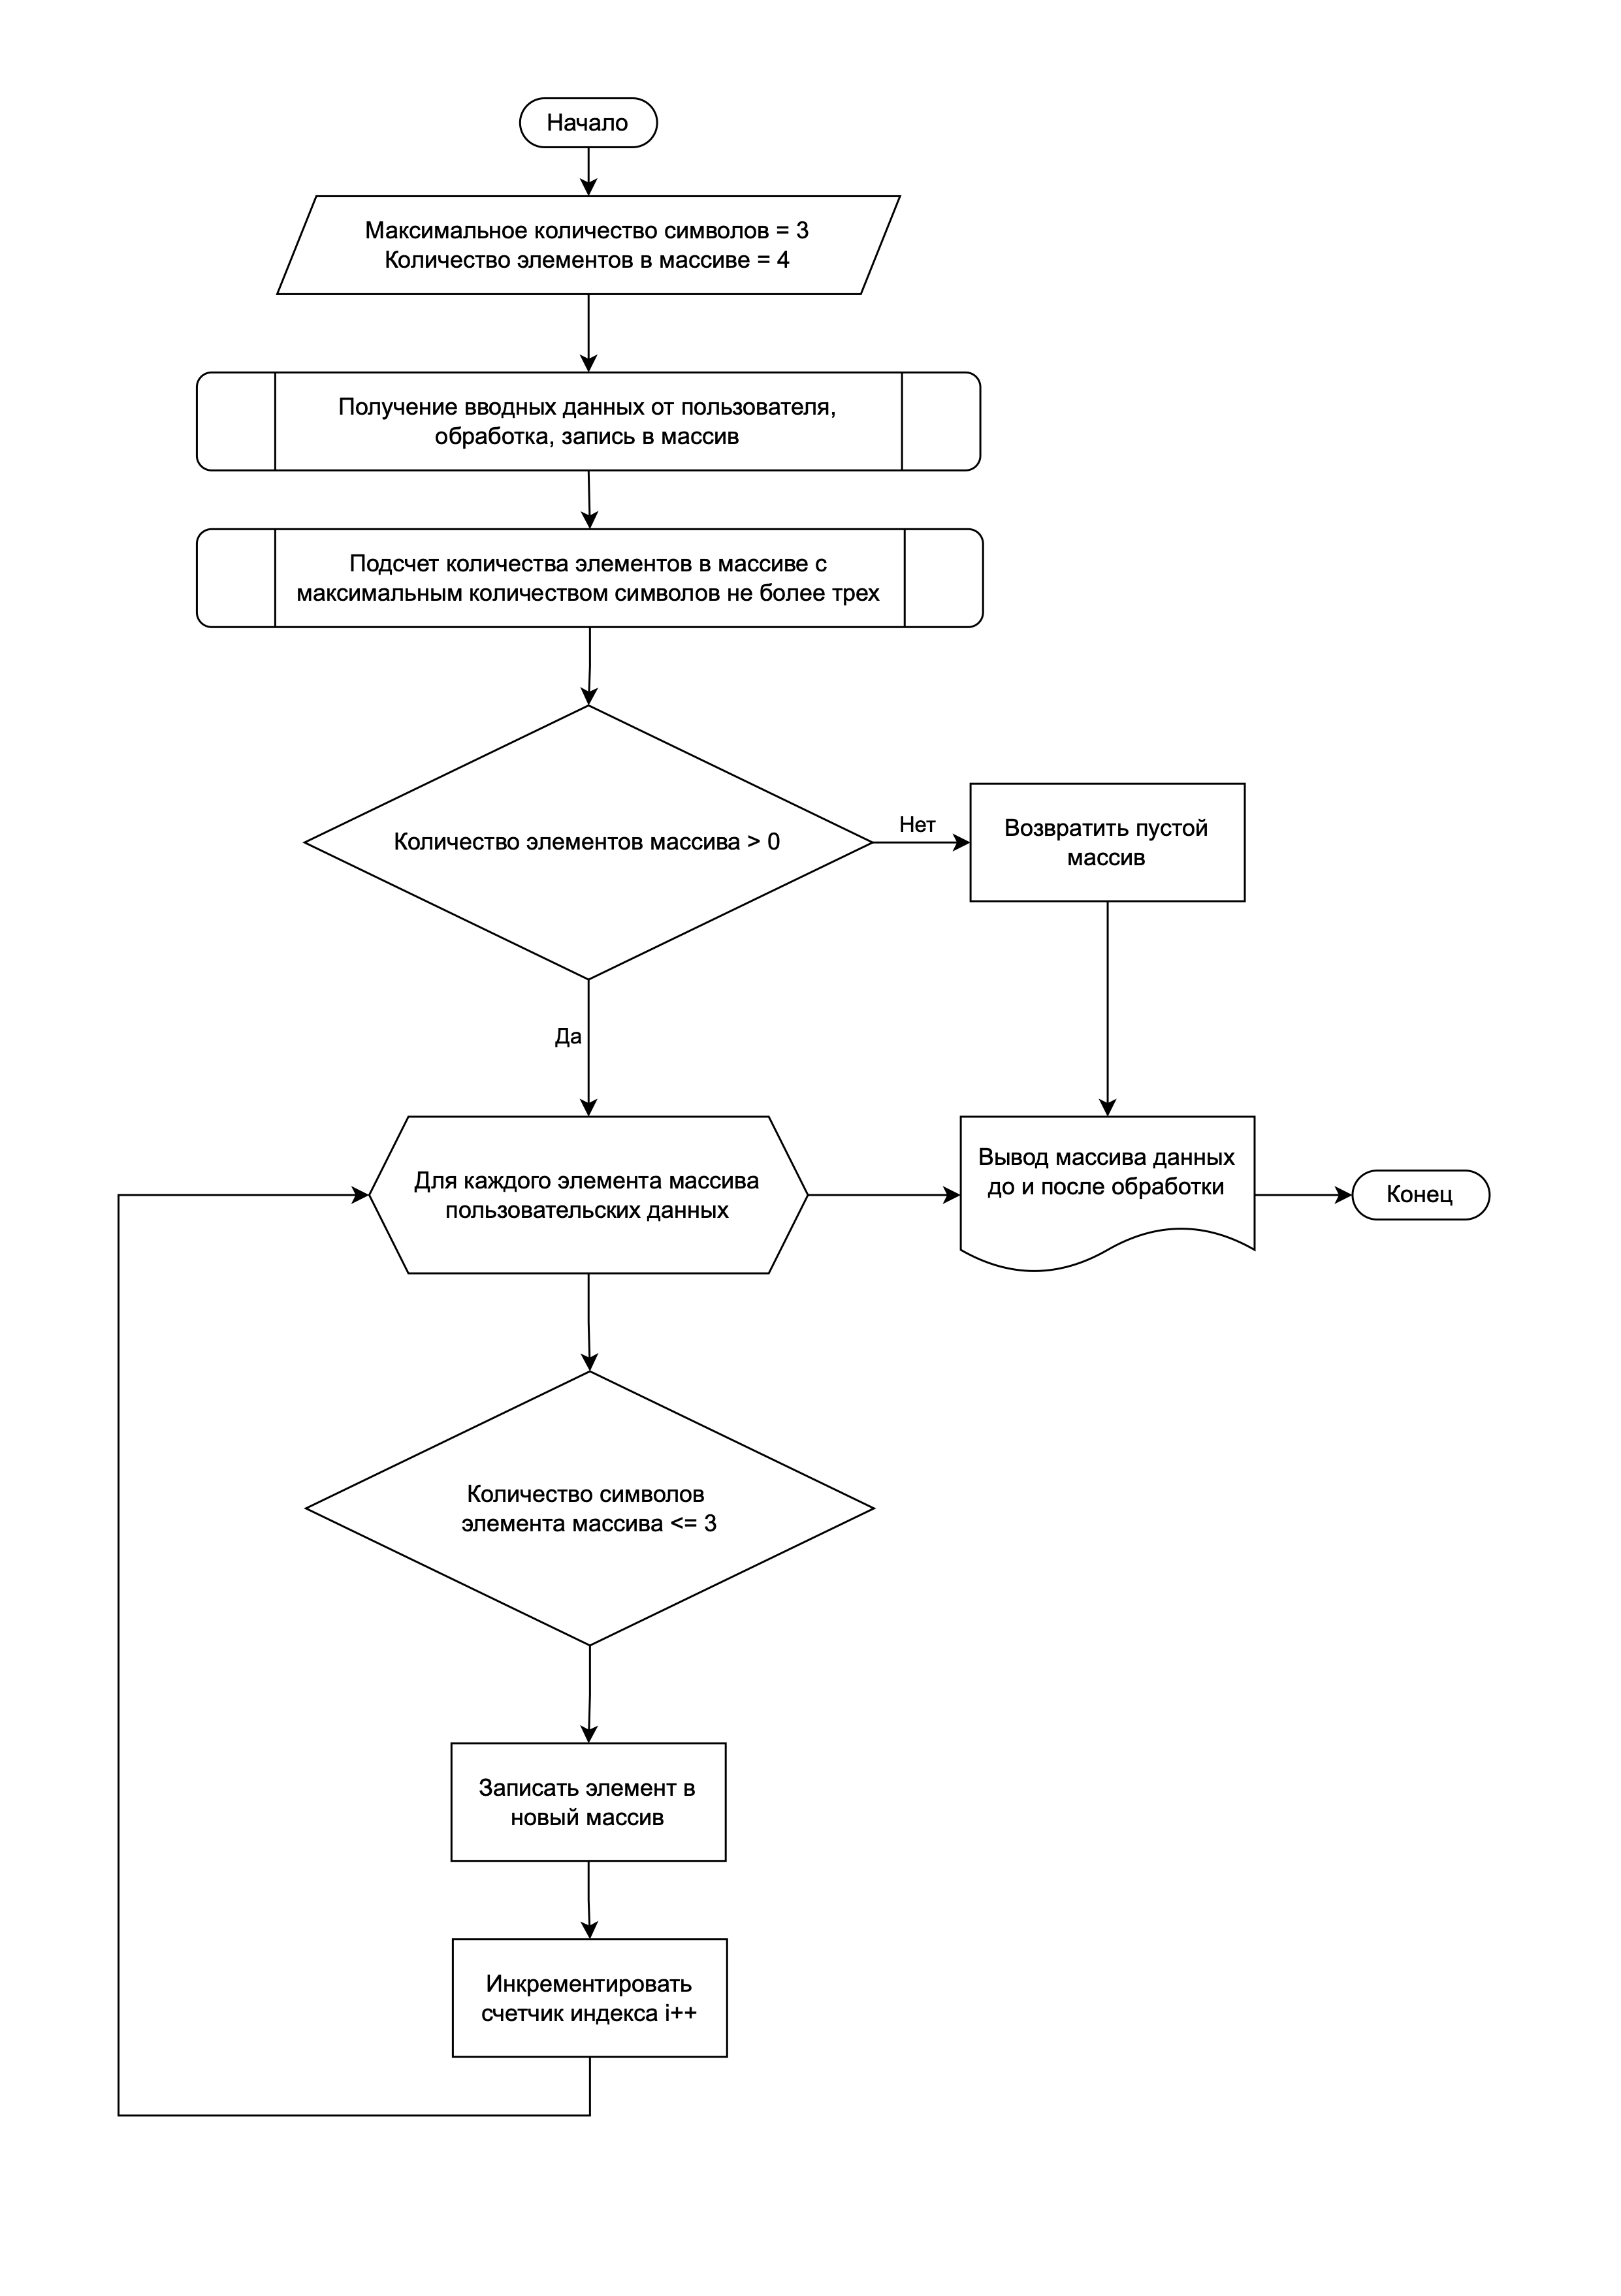 Начало
Максимальное количество символов = 3
Количество элементов в массиве = 4
Получение вводных данных от пользователя,
обработка, запись в массив
Подсчет количества элементов в массиве с
максимальным количеством символов не более трех
Количество элементов массива > 0
Нет
Возвратить пустой
массив
Да
Для каждого элемента массива
пользовательских данных
Вывод массива данных
до и после обработки
Конец
Количество символов
элемента массива <= 3
Записать элемент в
новый массив
Инкрементировать
счетчик индекса i++